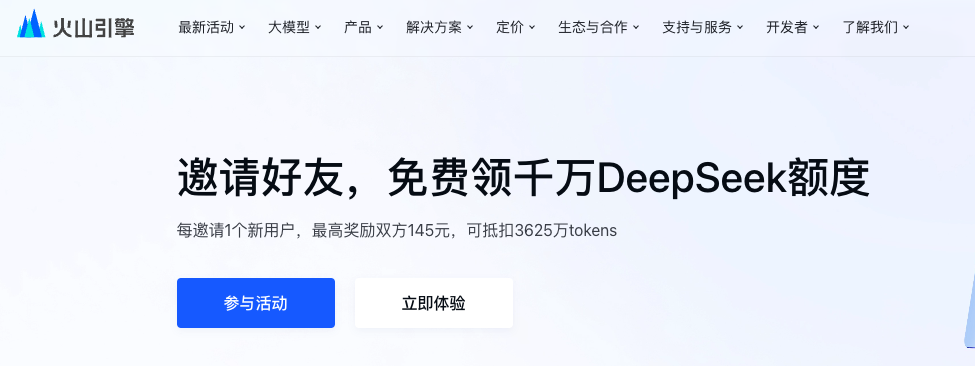 火山引擎 最新活动 大模型 产品 解决方案 定价 生态与合作 支持与服务 开发者 了解我们
邀请好友，免费领千万DeepSeek额度
每邀请1个新用户，最高奖励双方145元，可抵扣3625万tokens
参与活动 立即体验